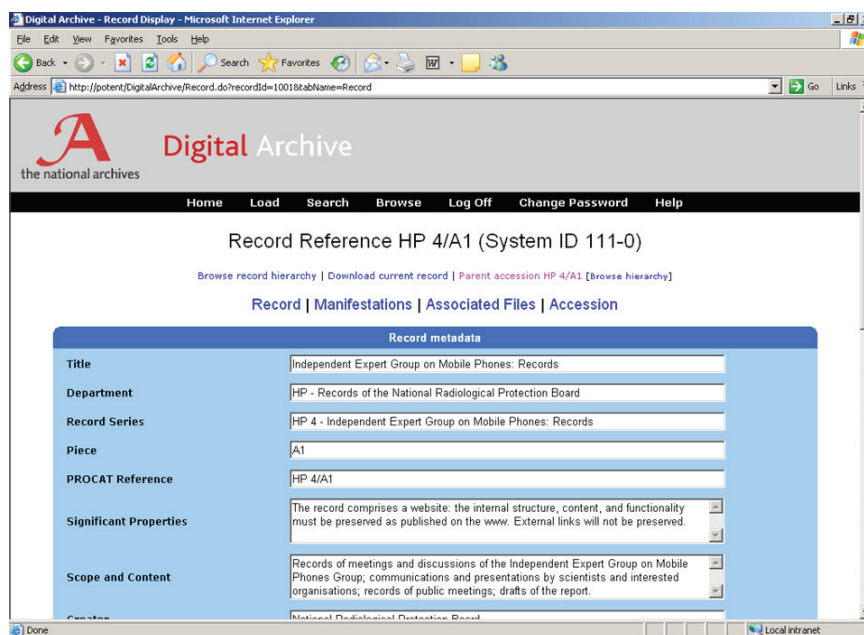 Digital Archive - Record Display - Microsoft Internet Explorer
File Edit View Favorites Tools Help
Back Search Favorites
Address http://potent/DigitalArchive/Record.do?recordId=1001&tabName=Record Go Links
the national archives
Digital Archive
Home Load Search Browse Log Off Change Password Help
Record Reference HP 4/A1 (System ID 111-0)
Browse record hierarchy | Download current record | Parent accession HP 4/A1 [Browse hierarchy]
Record | Manifestations | Associated Files | Accession
Record metadata
Title Independent Expert Group on Mobile Phones: Records
Department HP - Records of the National Radiological Protection Board
Record Series HP 4 - Independent Expert Group on Mobile Phones: Records
Piece A1
PROCAT Reference HP 4/A1
Significant Properties The record comprises a website: the internal structure, content, and functionality
must be preserved as published on the www. External links will not be preserved.
Scope and Content Records of meetings and discussions of the Independent Expert Group on Mobile
Phones Group; communications and presentations by scientists and interested
organisations; records of public meetings; drafts of the report.
Creator National Radiological Protection Board
Done Local intranet